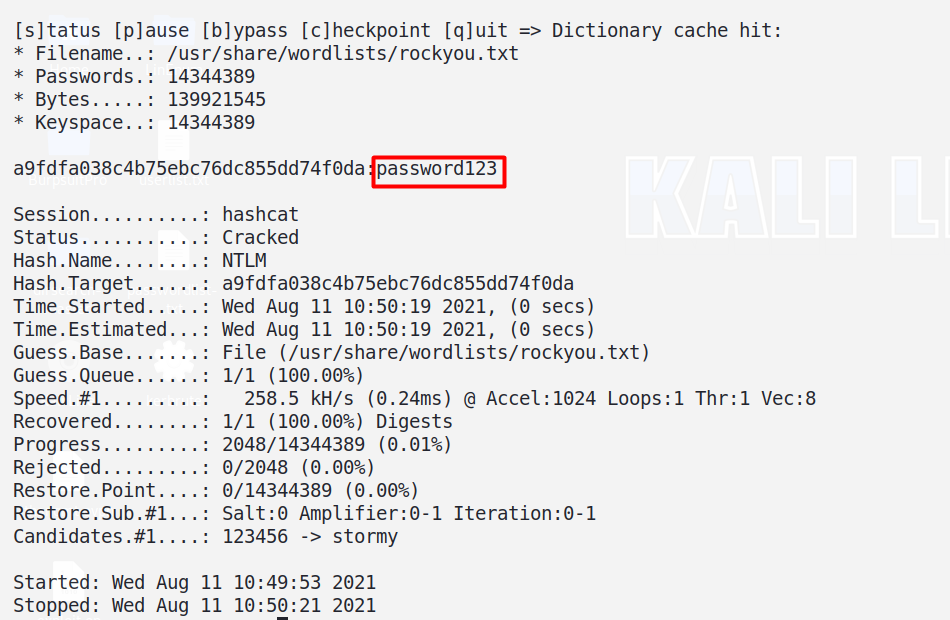 [s]tatus [p]ause [b]ypass [c]heckpoint [q]uit => Dictionary cache hit:
* Filename..: /usr/share/wordlists/rockyou.txt
* Passwords.: 14344389
* Bytes.....: 139921545
* Keyspace..: 14344389
a9fdfa038c4b75ebc76dc855dd74f0da:password123
KALI LI
Session..........: hashcat
Status...........: Cracked
Hash.Name........: NTLM
Hash.Target......: a9fdfa038c4b75ebc76dc855dd74f0da
Time.Started.....: Wed Aug 11 10:50:19 2021, (0 secs)
Time.Estimated...: Wed Aug 11 10:50:19 2021, (0 secs)
Guess.Base.......: File (/usr/share/wordlists/rockyou.txt)
Guess.Queue......: 1/1 (100.00%)
Speed.#1.........:   258.5 kH/s (0.24ms) @ Accel:1024 Loops:1 Thr:1 Vec:8
Recovered........: 1/1 (100.00%) Digests
Progress.........: 2048/14344389 (0.01%)
Rejected.........: 0/2048 (0.00%)
Restore.Point....: 0/14344389 (0.00%)
Restore.Sub.#1...: Salt:0 Amplifier:0-1 Iteration:0-1
Candidates.#1....: 123456 -> stormy
Started: Wed Aug 11 10:49:53 2021
Stopped: Wed Aug 11 10:50:21 2021